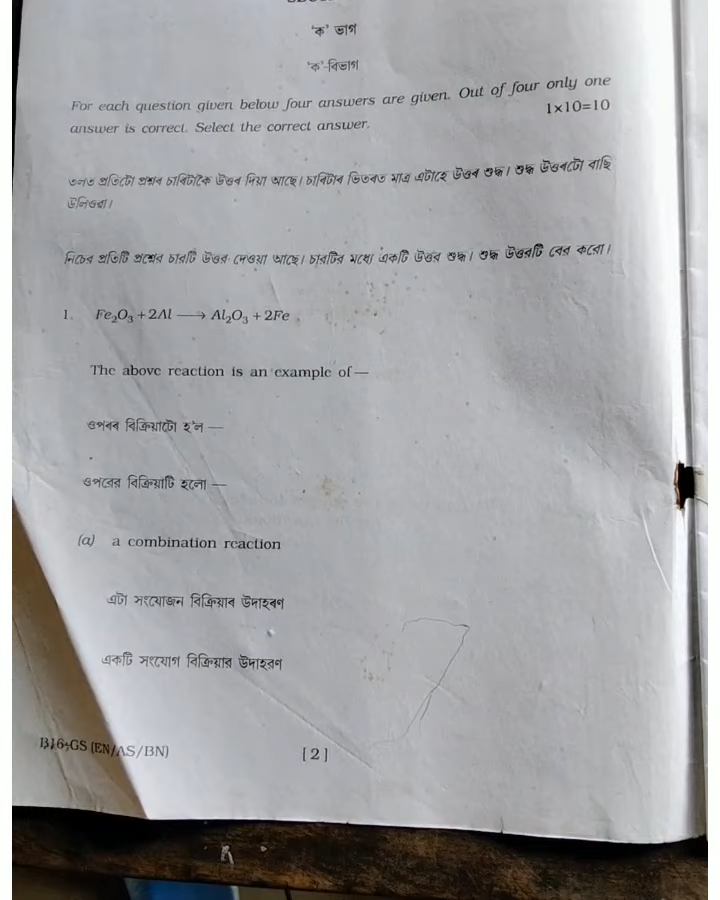 'ক' ভাগ
'ক'-বিভাগ
For each question given below four answers are given. Out of four only one
answer is correct. Select the correct answer. 1×10=10
তলত প্ৰতিটো প্ৰশ্নৰ চাৰিটাকৈ উত্তৰ দিয়া আছে। চাৰিটাৰ ভিতৰত মাত্ৰ এটাহে উত্তৰ শুদ্ধ। শুদ্ধ উত্তৰটো বাছি
উলিওৱা।
নিচের প্রতিটি প্রশ্নের চারটি উত্তর দেওয়া আছে। চারটির মধ্যে একটি উত্তর শুদ্ধ। শুদ্ধ উত্তরটি বের করো।
1. Fe₂O₃ + 2Al ⟶ Al₂O₃ + 2Fe
The above reaction is an example of —
ওপৰৰ বিক্ৰিয়াটো হ'ল —
ওপরের বিক্রিয়াটি হলো —
(a) a combination reaction
এটা সংযোজন বিক্ৰিয়াৰ উদাহৰণ
একটি সংযোগ বিক্রিয়ার উদাহরণ
B16-GS (EN/AS/BN) [ 2 ]